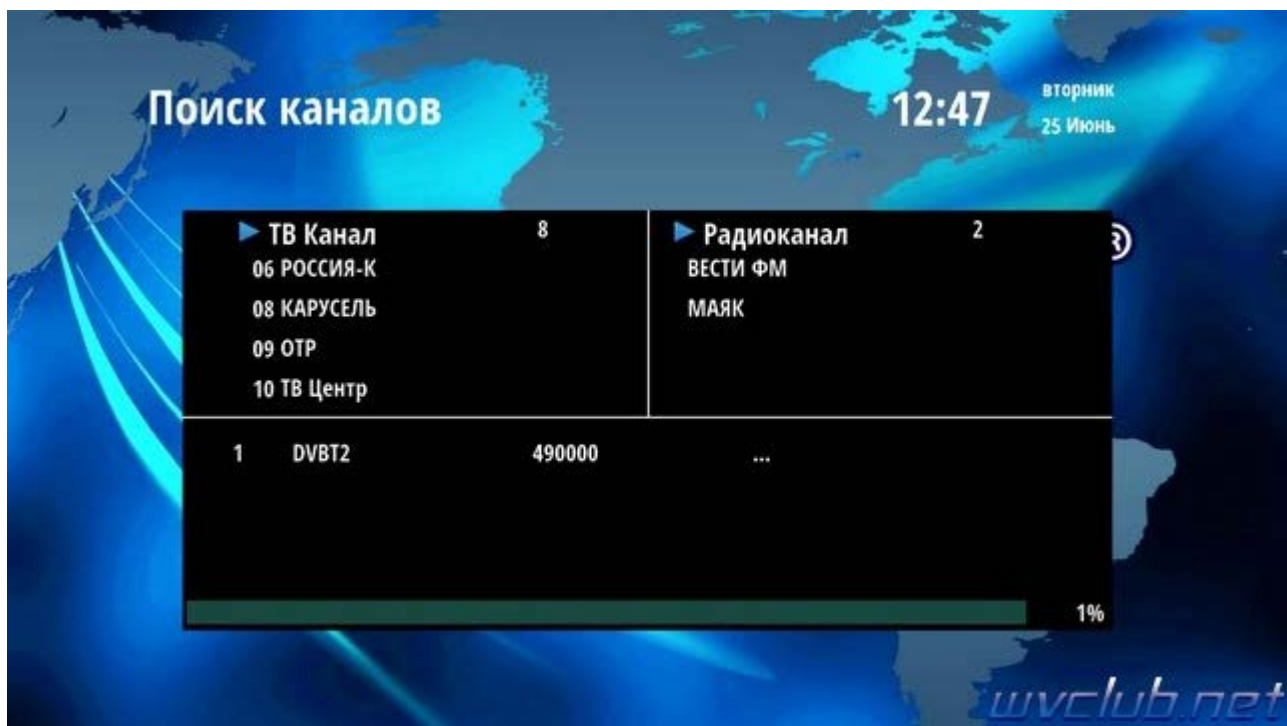 Поиск каналов
12:47
вторник
25 Июнь
ТВ Канал 8
06 РОССИЯ-К
08 КАРУСЕЛЬ
09 ОТР
10 ТВ Центр
Радиоканал 2
ВЕСТИ ФМ
МАЯК
®
1 DVBT2 490000 ...
1%
wvclub.net